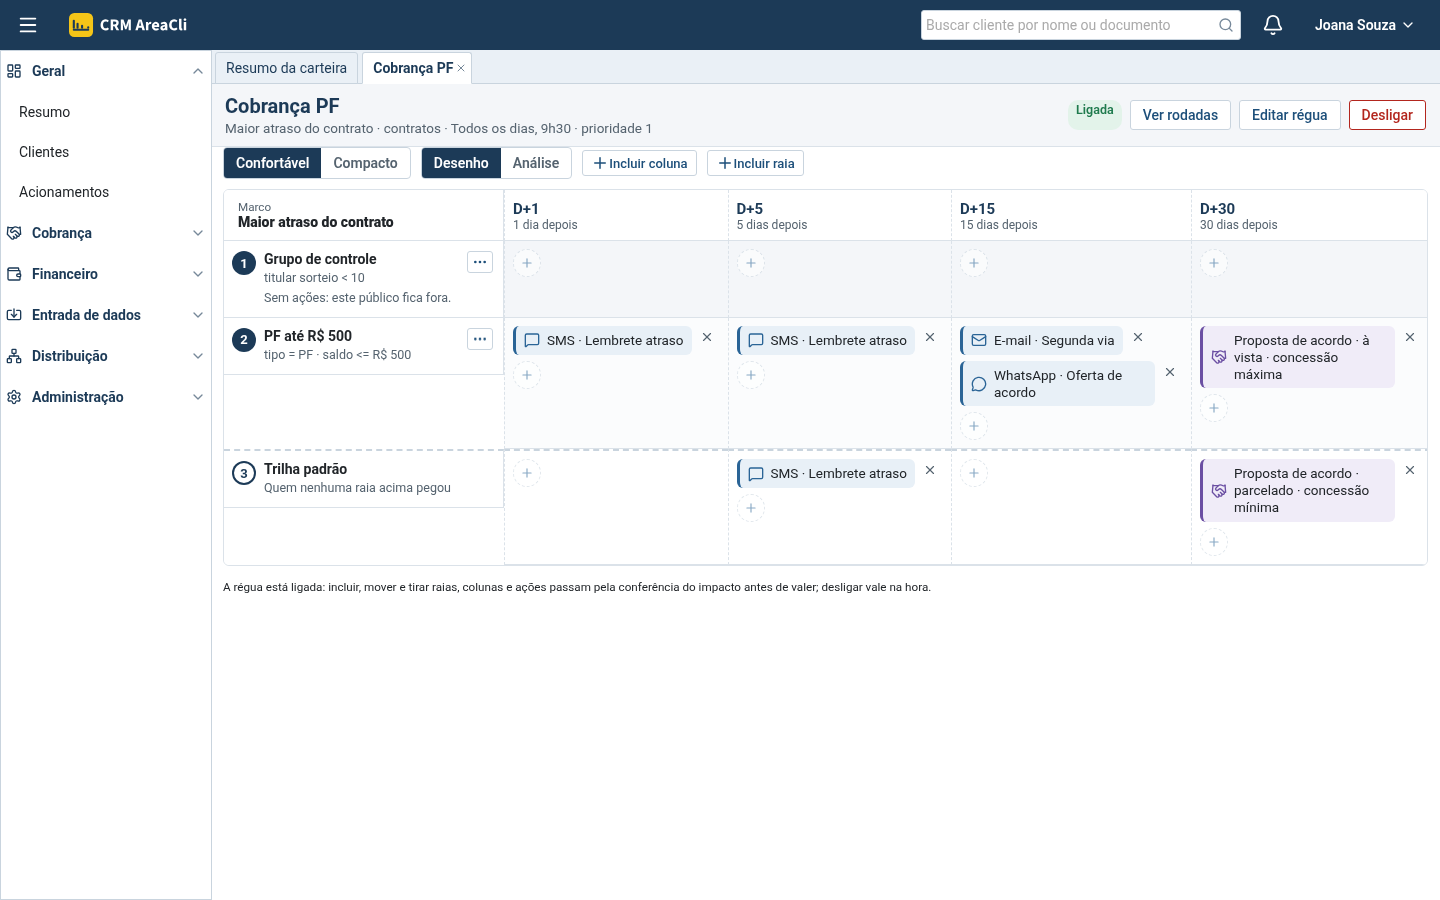 CRM AreaCli
Buscar cliente por nome ou documento
Joana Souza
Geral
Resumo
Clientes
Acionamentos
Cobrança
Financeiro
Entrada de dados
Distribuição
Administração
Resumo da carteira
Cobrança PF
Cobrança PF
Maior atraso do contrato · contratos · Todos os dias, 9h30 · prioridade 1
Ligada
Ver rodadas
Editar régua
Desligar
Confortável
Compacto
Desenho
Análise
Incluir coluna
Incluir raia
Marco
Maior atraso do contrato
D+1
1 dia depois
D+5
5 dias depois
D+15
15 dias depois
D+30
30 dias depois
1
Grupo de controle
titular sorteio < 10
Sem ações: este público fica fora.
2
PF até R$ 500
tipo = PF · saldo <= R$ 500
SMS · Lembrete atraso
SMS · Lembrete atraso
E-mail · Segunda via
WhatsApp · Oferta de
acordo
Proposta de acordo · à
vista · concessão
máxima
3
Trilha padrão
Quem nenhuma raia acima pegou
SMS · Lembrete atraso
Proposta de acordo ·
parcelado · concessão
mínima
A régua está ligada: incluir, mover e tirar raias, colunas e ações passam pela conferência do impacto antes de valer; desligar vale na hora.